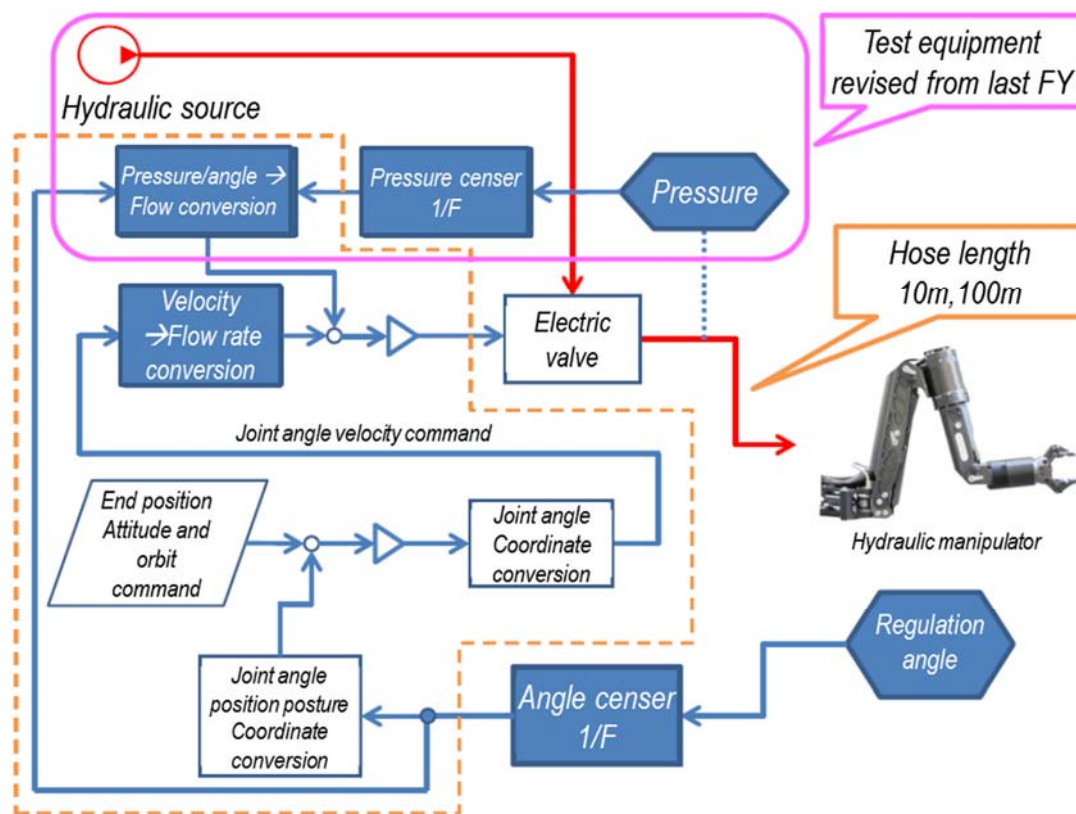 Hydraulic source
Test equipment
revised from last FY
Pressure/angle →
Flow conversion
Pressure censer
1/F
Pressure
Velocity
→Flow rate
conversion
Electric
valve
Hose length
10m,100m
Joint angle velocity command
End position
Attitude and
orbit
command
Joint angle
Coordinate
conversion
Hydraulic manipulator
Joint angle
position posture
Coordinate
conversion
Angle censer
1/F
Regulation
angle